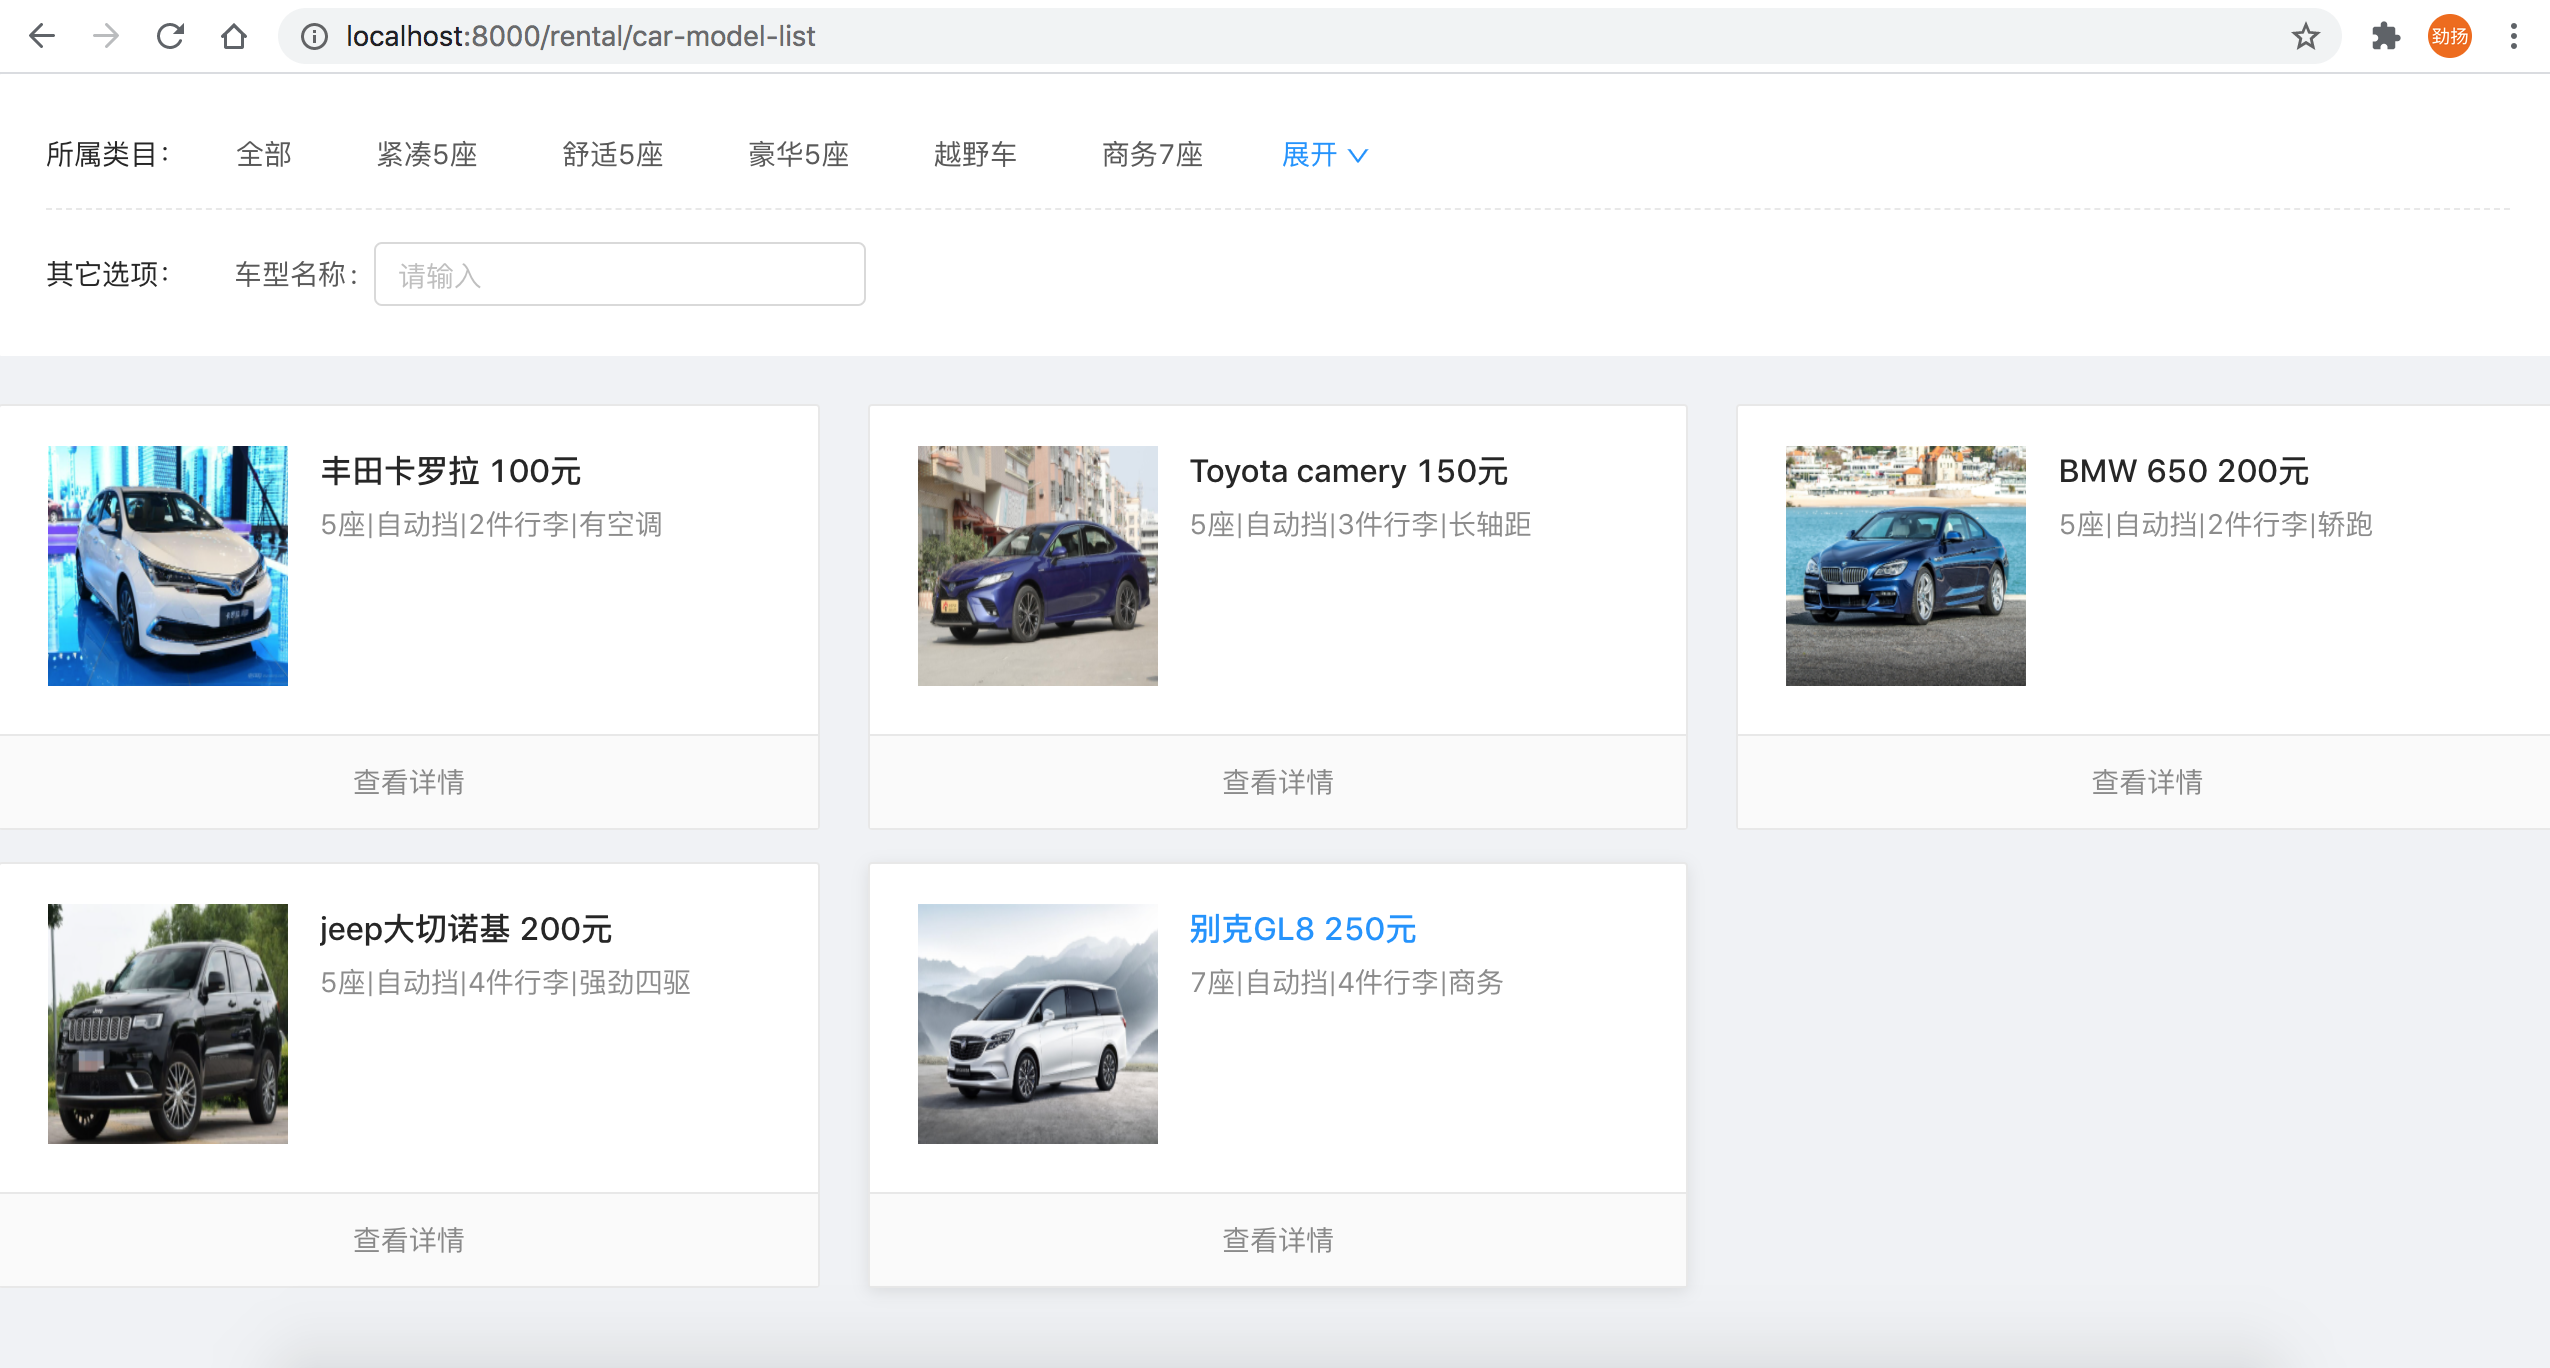 localhost:8000/rental/car-model-list
劲扬
所属类目： 全部 紧凑5座 舒适5座 豪华5座 越野车 商务7座 展开
其它选项： 车型名称： 请输入
丰田卡罗拉 100元
5座|自动挡|2件行李|有空调
查看详情
Toyota camery 150元
5座|自动挡|3件行李|长轴距
查看详情
BMW 650 200元
5座|自动挡|2件行李|轿跑
查看详情
jeep大切诺基 200元
5座|自动挡|4件行李|强劲四驱
查看详情
别克GL8 250元
7座|自动挡|4件行李|商务
查看详情